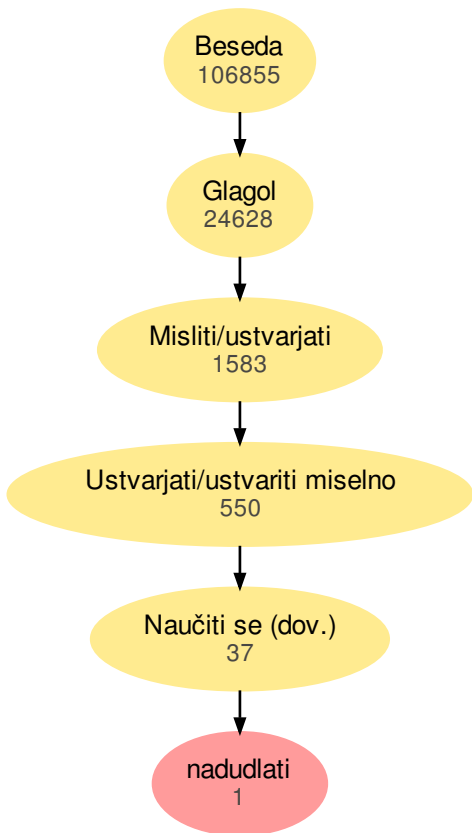 Beseda
106855
Glagol
24628
Misliti/ustvarjati
1583
Ustvarjati/ustvariti miselno
550
Naučiti se (dov.)
37
nadudlati
1